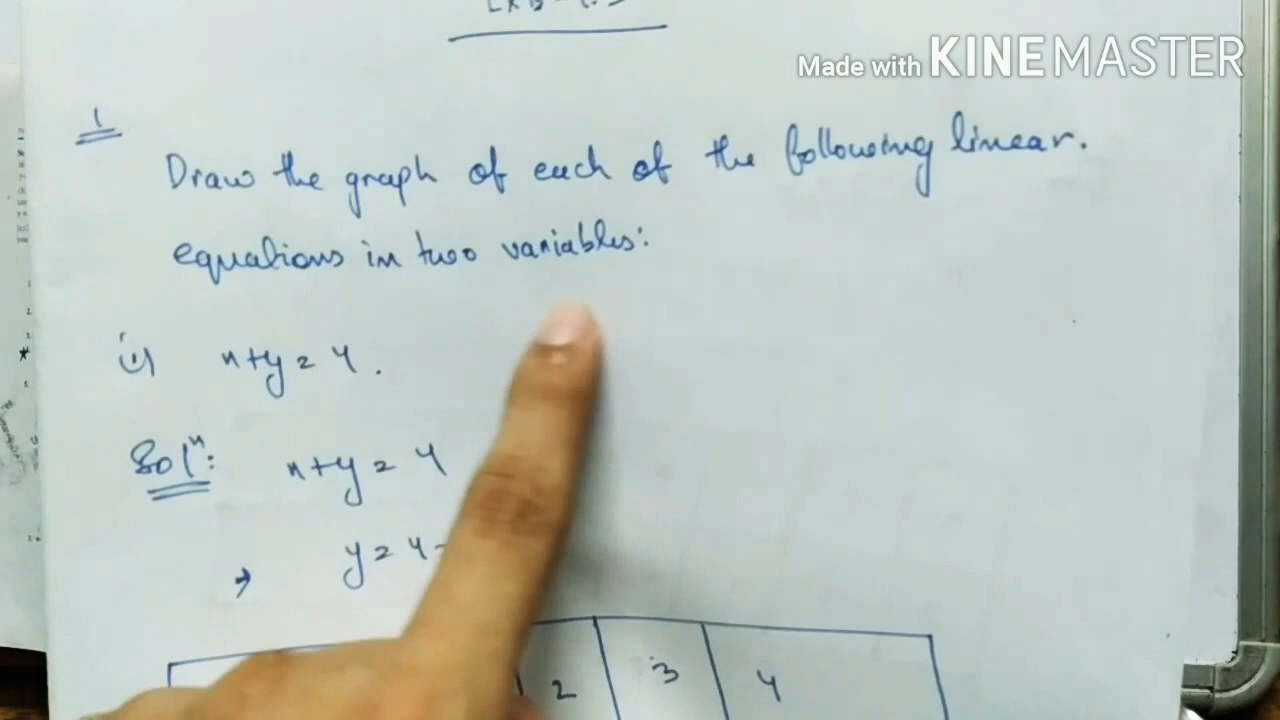 Made with KINEMASTER
1
Draw the graph of each of the following linear.
equations in two variables:
(i) x+y = 4.
Solⁿ: x+y = 4
→ y = 4-
2 3 4